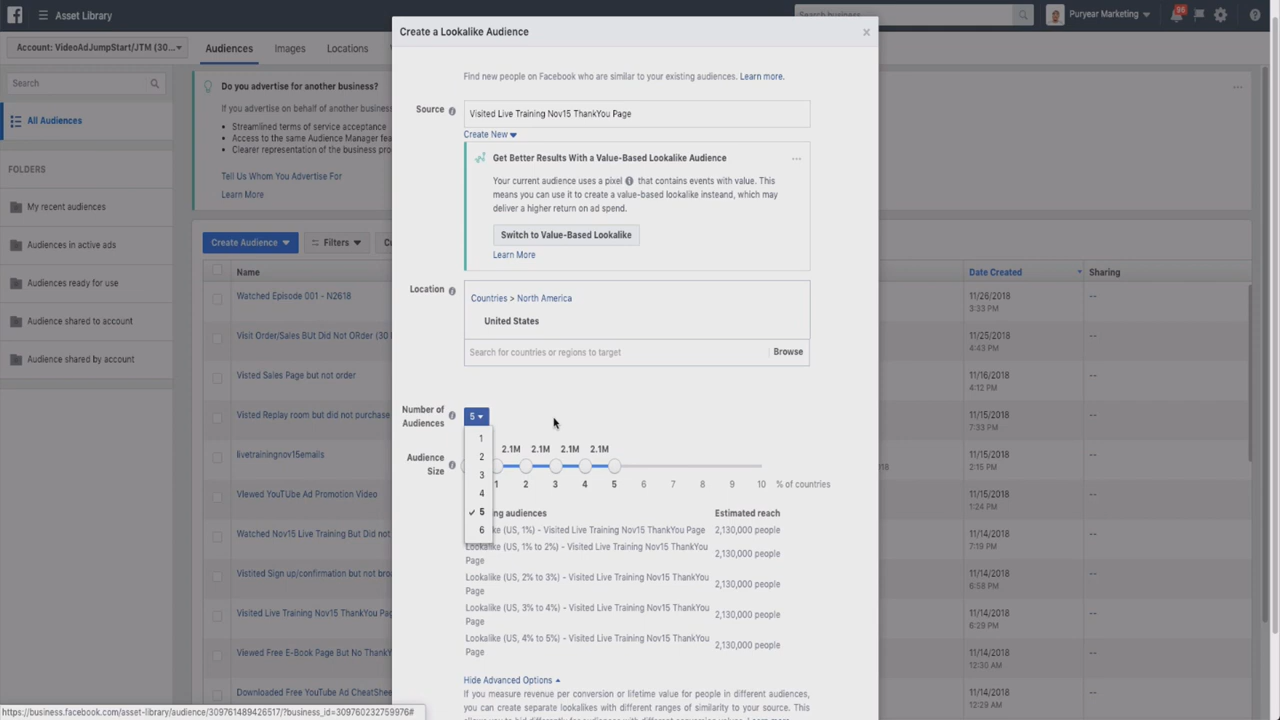 Asset Library
Search business
Puryear Marketing
96
Account: VideoAdJumpStart/JTM (30...
Audiences
Images
Locations
Search
All Audiences
FOLDERS
My recent audiences
Audiences in active ads
Audiences ready for use
Audience shared to account
Audience shared by account
Do you advertise for another business?
If you advertise on behalf of another business
Streamlined terms of service acceptance
Access to the same Audience Manager fea
Clearer representation of the business pro
Tell Us Whom You Advertise For
Learn More
Create Audience
Filters
Name
Date Created
Sharing
Watched Episode 001 - N2618
11/26/2018
3:33 PM
--
Visit Order/Sales BUt Did Not ORder (30
11/25/2018
4:43 PM
--
Visted Sales Page but not order
11/16/2018
4:12 PM
--
Visted Replay room but did not purchase
11/15/2018
7:33 PM
--
livetrainingnov15emails
11/15/2018
2:15 PM
--
VIewed YouTUbe Ad Promotion Video
11/15/2018
1:24 PM
--
Watched Nov15 Live Training But Did not
11/14/2018
7:19 PM
--
Vistited Sign up/confirmation but not bro
11/14/2018
6:58 PM
--
Visited Live Training Nov15 ThankYou Pag
11/14/2018
6:29 PM
--
Viewed Free E-Book Page But No ThankY
11/14/2018
12:30 AM
--
Downloaded Free YouTube Ad CheatShee
11/14/2018
12:29 AM
--
Create a Lookalike Audience
Find new people on Facebook who are similar to your existing audiences. Learn more.
Source
Visited Live Training Nov15 ThankYou Page
Create New
Get Better Results With a Value-Based Lookalike Audience
Your current audience uses a pixel that contains events with value. This
means you can use it to create a value-based lookalike insteand, which may
deliver a higher return on ad spend.
Switch to Value-Based Lookalike
Learn More
Location
Countries > North America
United States
Search for countries or regions to target
Browse
Number of
Audiences
5
1
2
3
4
5
6
Audience
Size
2.1M 2.1M 2.1M 2.1M
1 2 3 4 5 6 7 8 9 10 % of countries
ng audiences
Estimated reach
ke (US, 1%) - Visited Live Training Nov15 ThankYou Page
2,130,000 people
Lookalike (US, 1% to 2%) - Visited Live Training Nov15 ThankYou
Page
2,130,000 people
Lookalike (US, 2% to 3%) - Visited Live Training Nov15 ThankYou
Page
2,130,000 people
Lookalike (US, 3% to 4%) - Visited Live Training Nov15 ThankYou
Page
2,130,000 people
Lookalike (US, 4% to 5%) - Visited Live Training Nov15 ThankYou
Page
2,130,000 people
Hide Advanced Options
If you measure revenue per conversion or lifetime value for people in different audiences,
you can create separate lookalikes with different ranges of similarity to your source. This
https://business.facebook.com/asset-library/audience/309761489426517/?business_id=309760232759976#